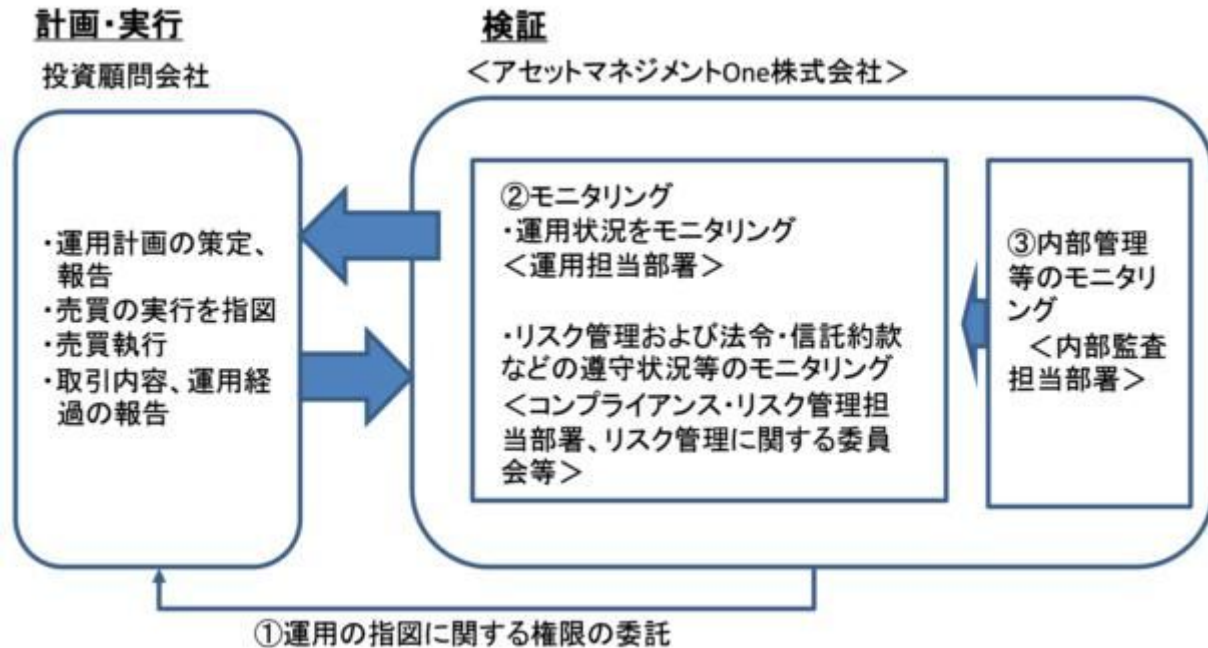 計画・実行
投資顧問会社
・運用計画の策定、
報告
・売買の実行を指図
・売買執行
・取引内容、運用経
過の報告
検証
＜アセットマネジメントOne株式会社＞
②モニタリング
・運用状況をモニタリング
＜運用担当部署＞
・リスク管理および法令・信託約款
などの遵守状況等のモニタリング
＜コンプライアンス・リスク管理担
当部署、リスク管理に関する委員
会等＞
③内部管理
等のモニタリ
ング
＜内部監査
担当部署＞
①運用の指図に関する権限の委託